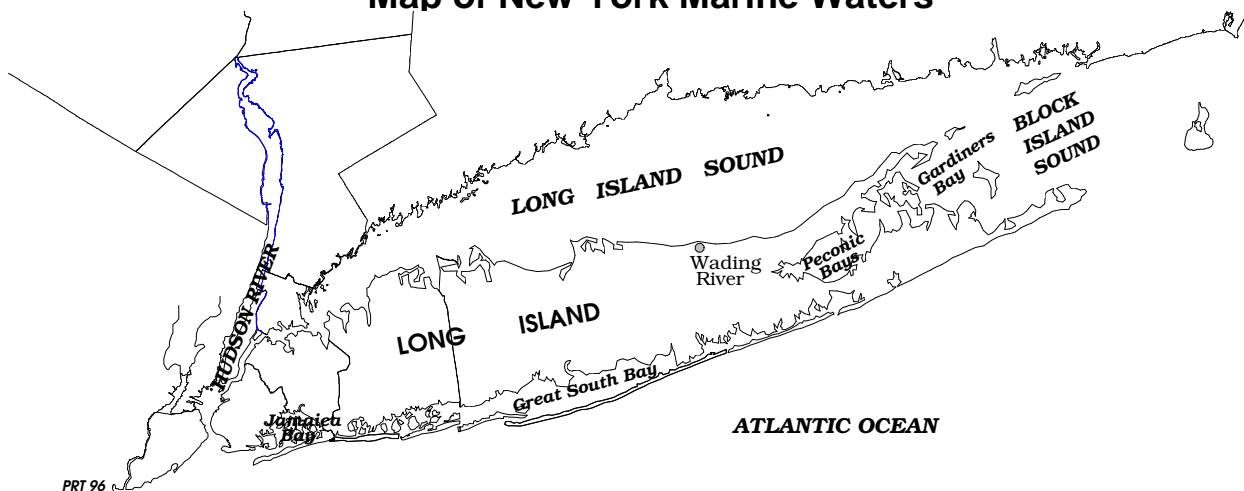 Map of New York Marine Waters
BLOCK
ISLAND
SOUND
Gardiners
Bay
LONG ISLAND SOUND
Peconic
Bays
Wading
River
HUDSON RIVER
LONG ISLAND
Great South Bay
Jamaica
Bay
ATLANTIC OCEAN
PRT 96